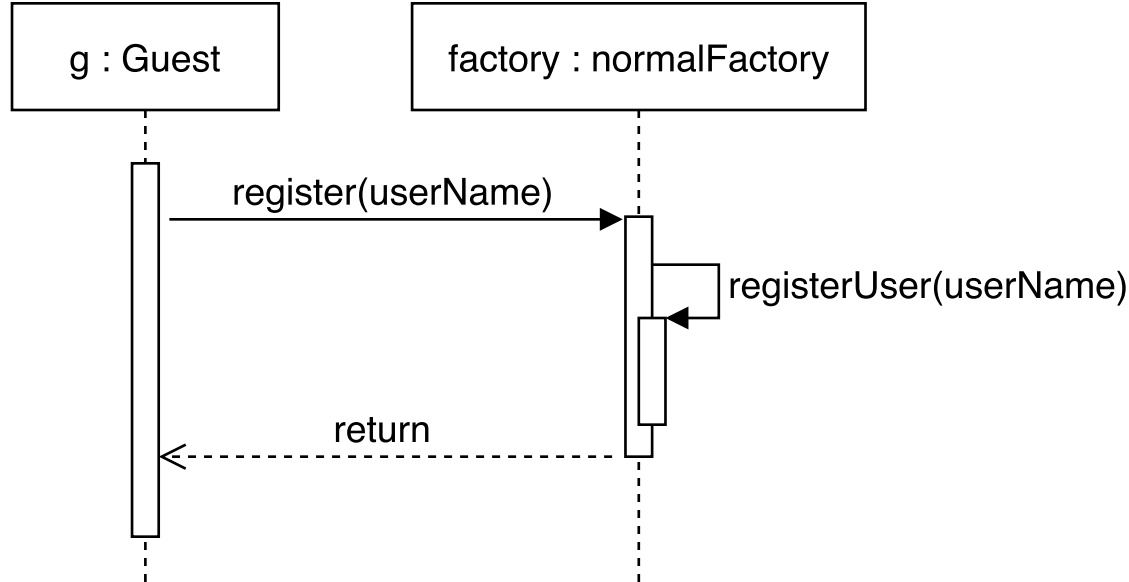 g : Guest
factory : normalFactory
register(userName)
registerUser(userName)
return